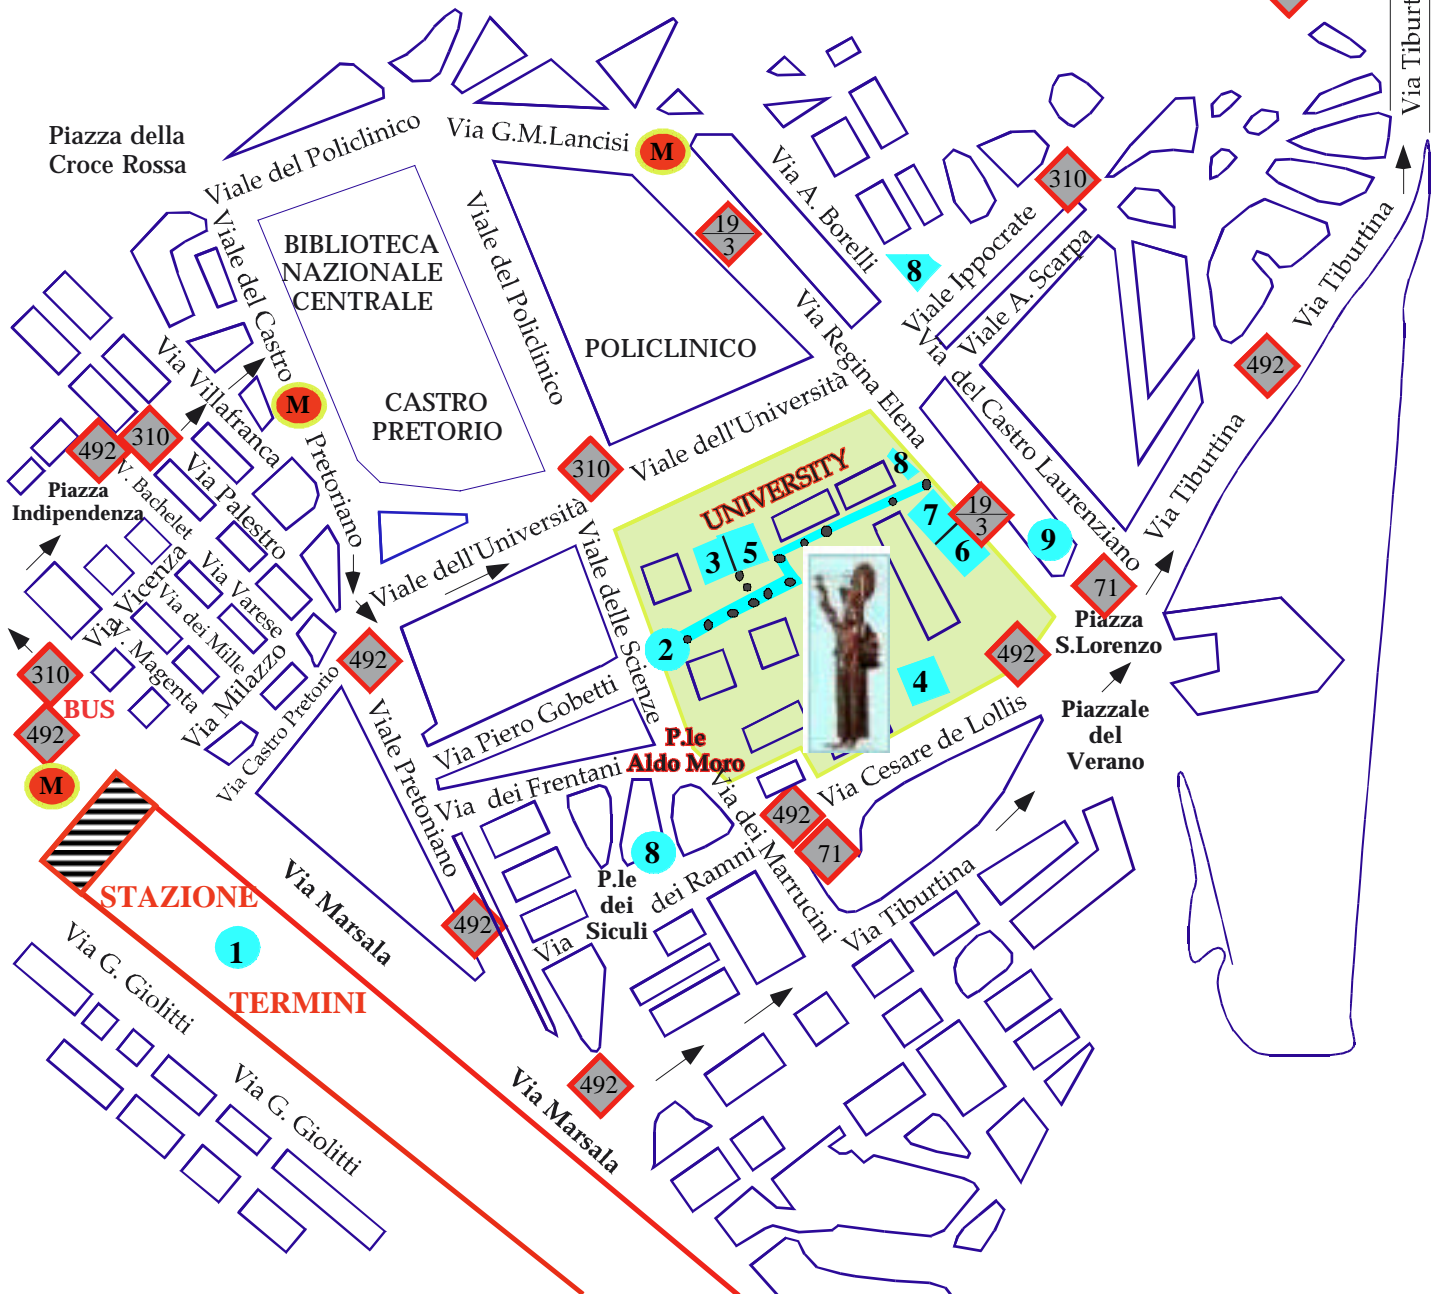 Via Tiburt
Piazza della
Croce Rossa
Viale del Policlinico
Via G.M.Lancisi
M
Via A. Borelli
310
19
3
8
Viale Ippocrate
Viale A. Scarpa
Via Tiburtina
BIBLIOTECA
NAZIONALE
CENTRALE
Viale del Castro
Pretoriano
Viale del Policlinico
POLICLINICO
Via Regina Elena
Via del Castro Laurenziano
492
Via Villafranca
M
CASTRO
PRETORIO
Viale dell'Università
492
310
310
Piazza
Indipendenza
V. Bachelet
Via Palestro
Viale dell'Università
UNIVERSITY
8
7
6
19
3
9
Via Tiburtina
3
5
71
Piazza
S.Lorenzo
Via Vicenza
Via Varese
Via dei Mille
V. Magenta
Via Milazzo
Via Castro Pretorio
492
Viale delle Scienze
2
4
492
310
BUS
492
M
Viale Pretoniano
Via Piero Gobetti
P.le
Aldo Moro
Via Cesare de Lollis
Piazzale
del
Verano
Via dei Frentani
Via dei Marrucini
492
71
8
P.le
dei
Siculi
Via dei Ramni
Via Tiburtina
492
STAZIONE
1
TERMINI
Via Marsala
Via G. Giolitti
Via G. Giolitti
492
Via Marsala